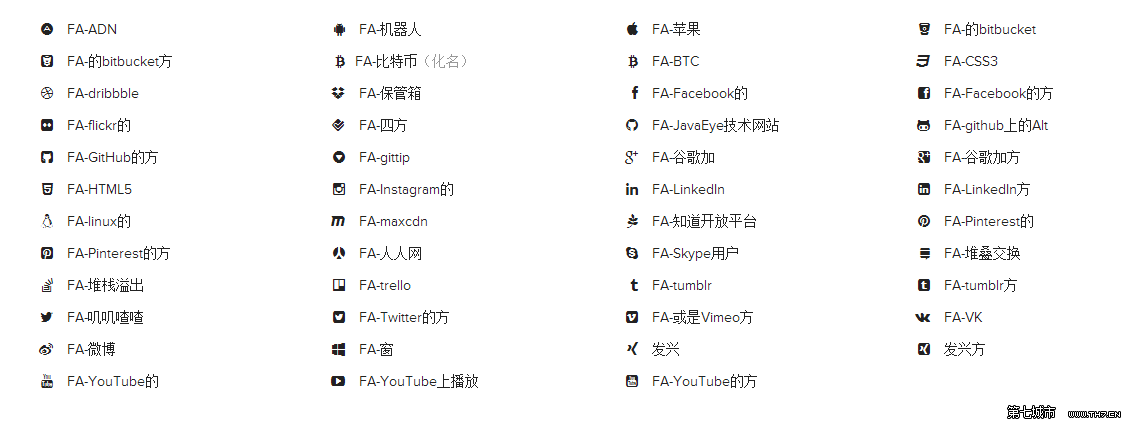 FA-ADN FA-机器人 FA-苹果 FA-的bitbucket
FA-的bitbucket方 FA-比特币（化名） FA-BTC FA-CSS3
FA-dribbble FA-保管箱 FA-Facebook的 FA-Facebook的方
FA-flickr的 FA-四方 FA-JavaEye技术网站 FA-github上的Alt
FA-GitHub的方 FA-gittip FA-谷歌加 FA-谷歌加方
FA-HTML5 FA-Instagram的 FA-LinkedIn FA-LinkedIn方
FA-linux的 FA-maxcdn FA-知道开放平台 FA-Pinterest的
FA-Pinterest的方 FA-人人网 FA-Skype用户 FA-堆叠交换
FA-堆栈溢出 FA-trello FA-tumblr FA-tumblr方
FA-叽叽喳喳 FA-Twitter的方 FA-或是Vimeo方 FA-VK
FA-微博 FA-窗 发兴 发兴方
FA-YouTube的 FA-YouTube上播放 FA-YouTube的方
第七城市 WWW.TH7.CN